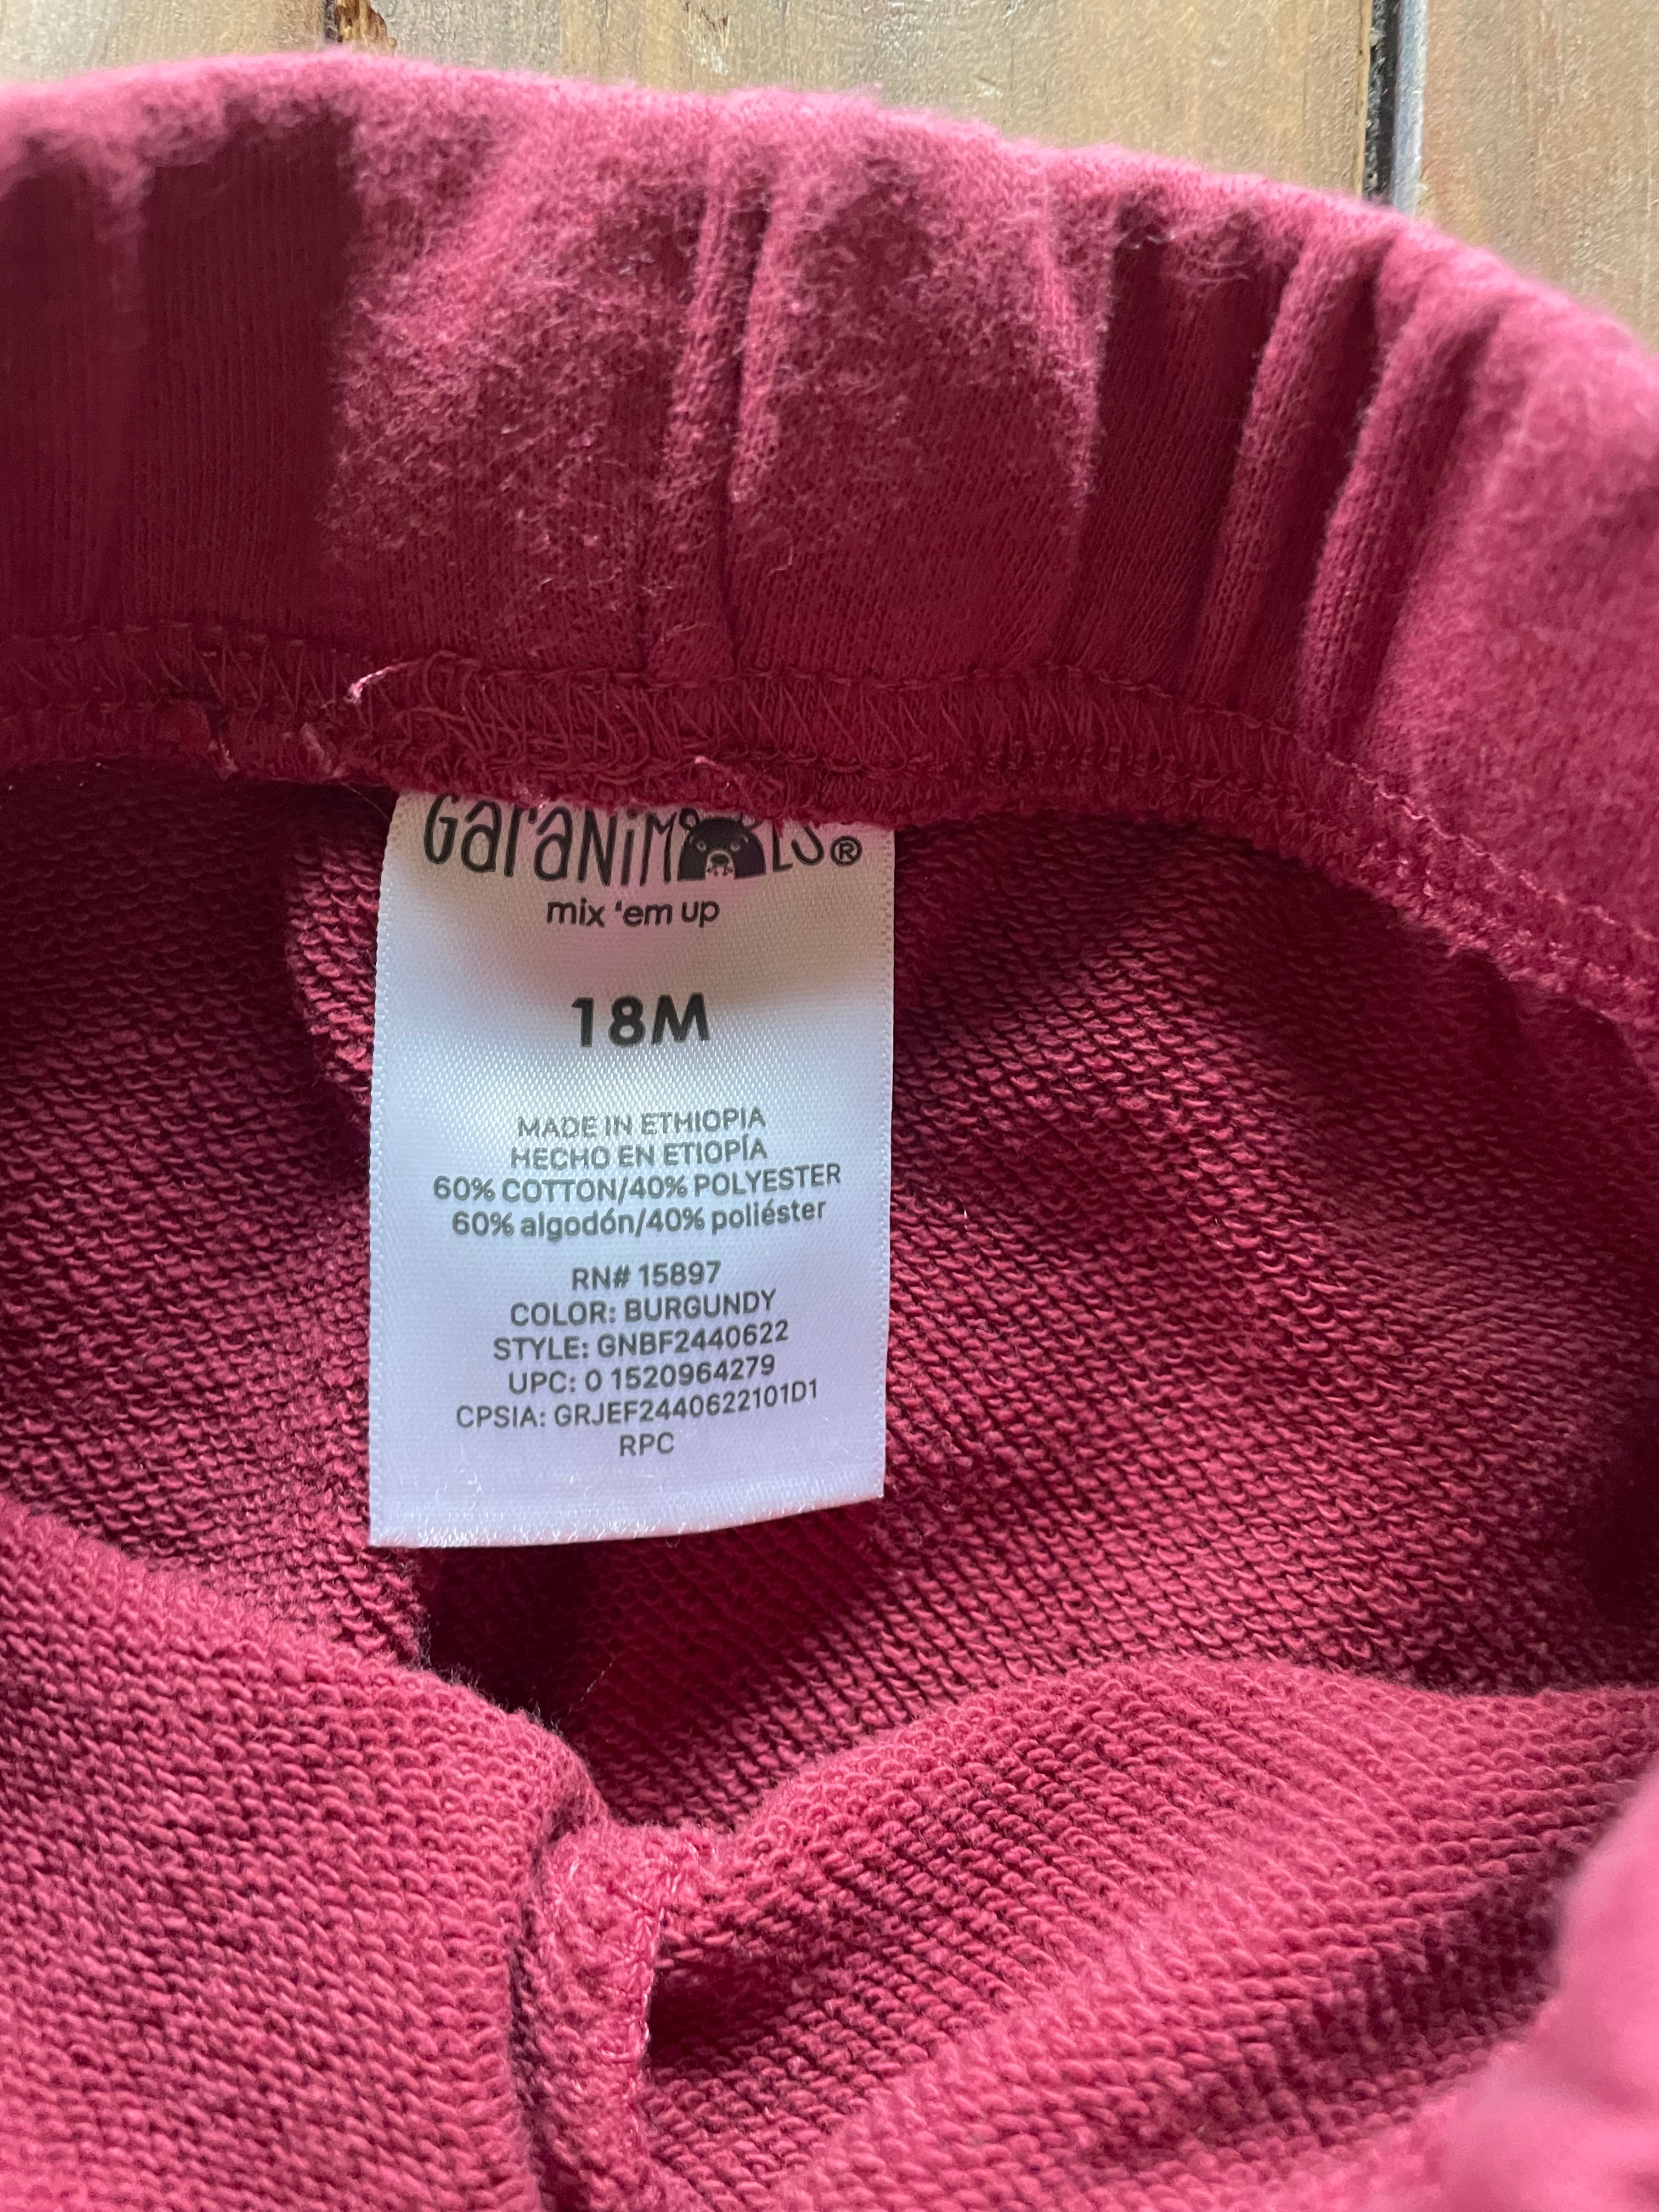 GaraNiMaLS®
mix 'em up
18M
MADE IN ETHIOPIA
HECHO EN ETIOPÍA
60% COTTON/40% POLYESTER
60% algodón/40% poliéster
RN# 15897
COLOR: BURGUNDY
STYLE: GNBF2440622
UPC: 0 1520964279
CPSIA: GRJEF2440622101D1
RPC